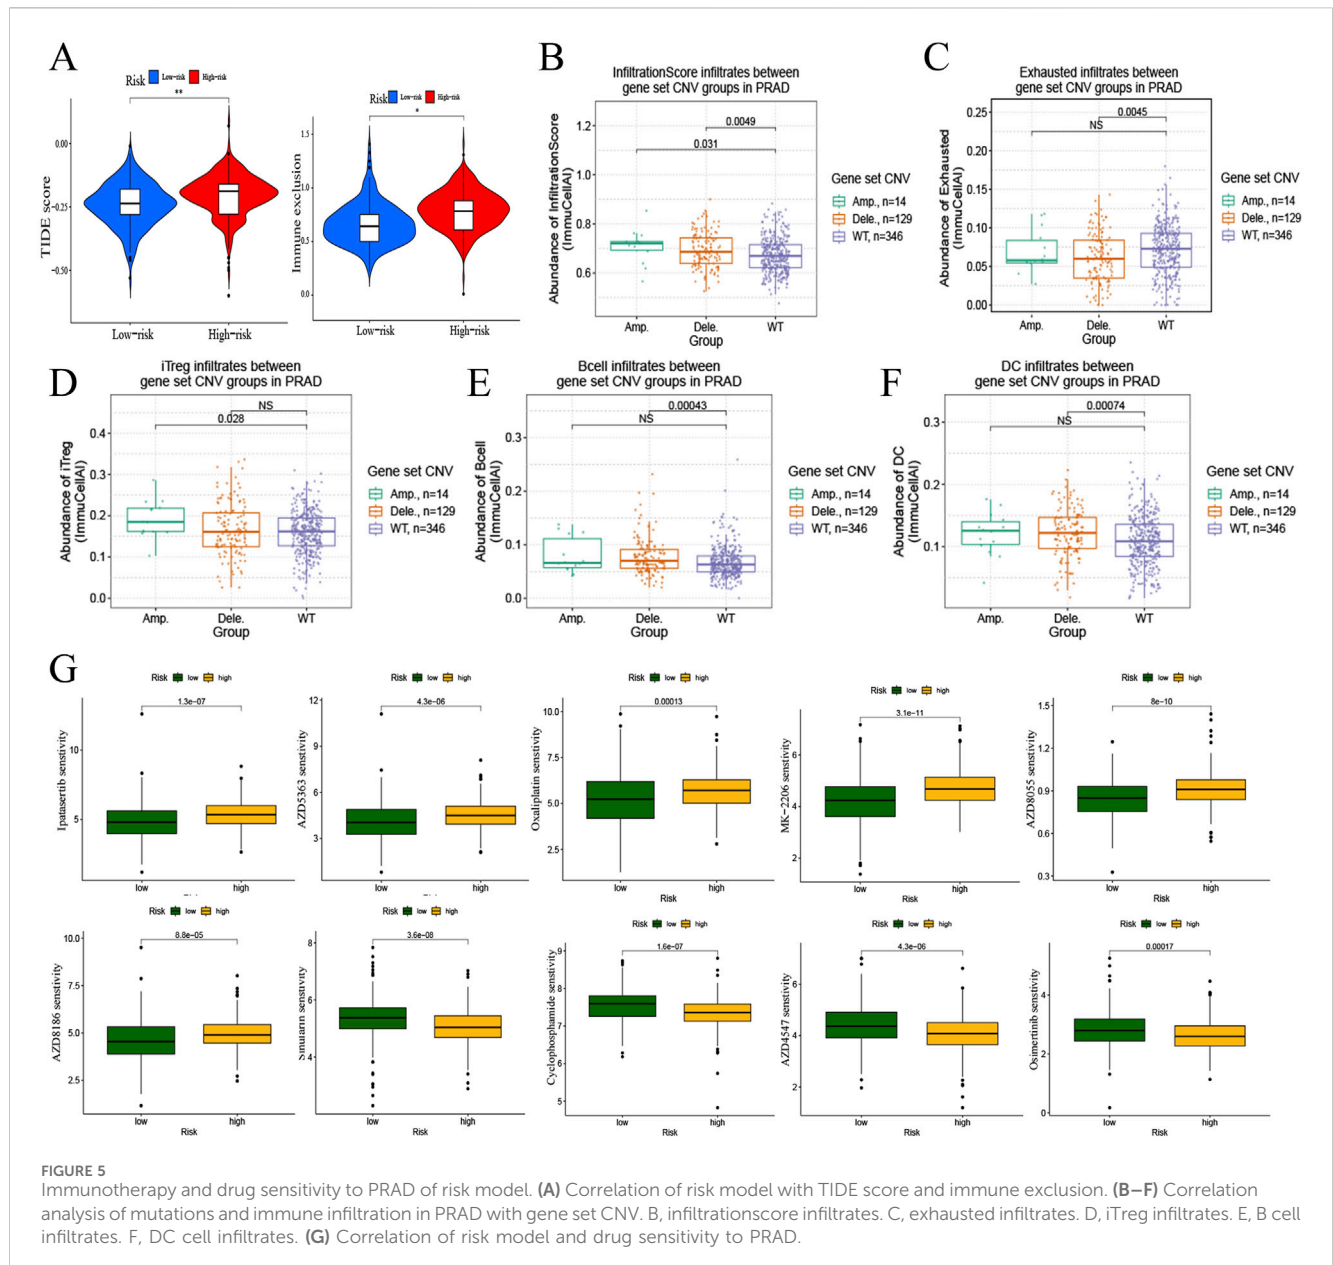 A
Risk Low-risk High-risk
**
TIDE score
0.00
-0.25
-0.50
Low-risk High-risk
Risk Low-risk High-risk
*
Immune exclusion
1.5
1.0
0.5
0.0
Low-risk High-risk
B
InfiltrationScore infiltrates between
gene set CNV groups in PRAD
0.0049
0.031
Abundance of InfiltrationScore
(ImmuCellAI)
1.2
1.0
0.8
0.6
Amp. Dele. WT
Group
Gene set CNV
Amp., n=14
Dele., n=129
WT, n=346
C
Exhausted infiltrates between
gene set CNV groups in PRAD
0.0045
NS
Abundance of Exhausted
(ImmuCellAI)
0.25
0.20
0.15
0.10
0.05
0.00
Amp. Dele. WT
Group
Gene set CNV
Amp., n=14
Dele., n=129
WT, n=346
D
iTreg infiltrates between
gene set CNV groups in PRAD
NS
0.028
Abundance of iTreg
(ImmuCellAI)
0.4
0.3
0.2
0.1
0.0
Amp. Dele. WT
Group
Gene set CNV
Amp., n=14
Dele., n=129
WT, n=346
E
Bcell infiltrates between
gene set CNV groups in PRAD
0.00043
NS
Abundance of Bcell
(ImmuCellAI)
0.3
0.2
0.1
0.0
Amp. Dele. WT
Group
Gene set CNV
Amp., n=14
Dele., n=129
WT, n=346
F
DC infiltrates between
gene set CNV groups in PRAD
0.00074
NS
Abundance of DC
(ImmuCellAI)
0.3
0.2
0.1
Amp. Dele. WT
Group
Gene set CNV
Amp., n=14
Dele., n=129
WT, n=346
G
Risk low high
1.3e-07
Ipatasertib senstivity
10
5
low high
Risk low high
4.3e-06
AZD5363 senstivity
12
9
6
3
low high
Risk low high
0.00013
Oxaliplatin senstivity
10.0
7.5
5.0
2.5
low high
Risk
Risk low high
3.1e-11
MK-2206 senstivity
6
4
2
low high
Risk
Risk low high
8e-10
AZD8055 senstivity
1.5
1.2
0.9
0.6
0.3
low high
Risk
Risk low high
8.8e-05
AZD8186 senstivity
10.0
7.5
5.0
2.5
low high
Risk
Risk low high
3.6e-08
senstivity
8
6
4
low high
Risk
Risk low high
1.6e-07
Cyclophosphamide senstivity
9
8
7
6
5
low high
Risk
Risk low high
4.3e-06
AZD4547 senstivity
6
4
2
low high
Risk
Risk low high
0.00017
Osimertinib senstivity
4
2
0
low high
Risk
FIGURE 5
Immunotherapy and drug sensitivity to PRAD of risk model. (A) Correlation of risk model with TIDE score and immune exclusion. (B–F) Correlation
analysis of mutations and immune infiltration in PRAD with gene set CNV. B, infiltrationscore infiltrates. C, exhausted infiltrates. D, iTreg infiltrates. E, B cell
infiltrates. F, DC cell infiltrates. (G) Correlation of risk model and drug sensitivity to PRAD.